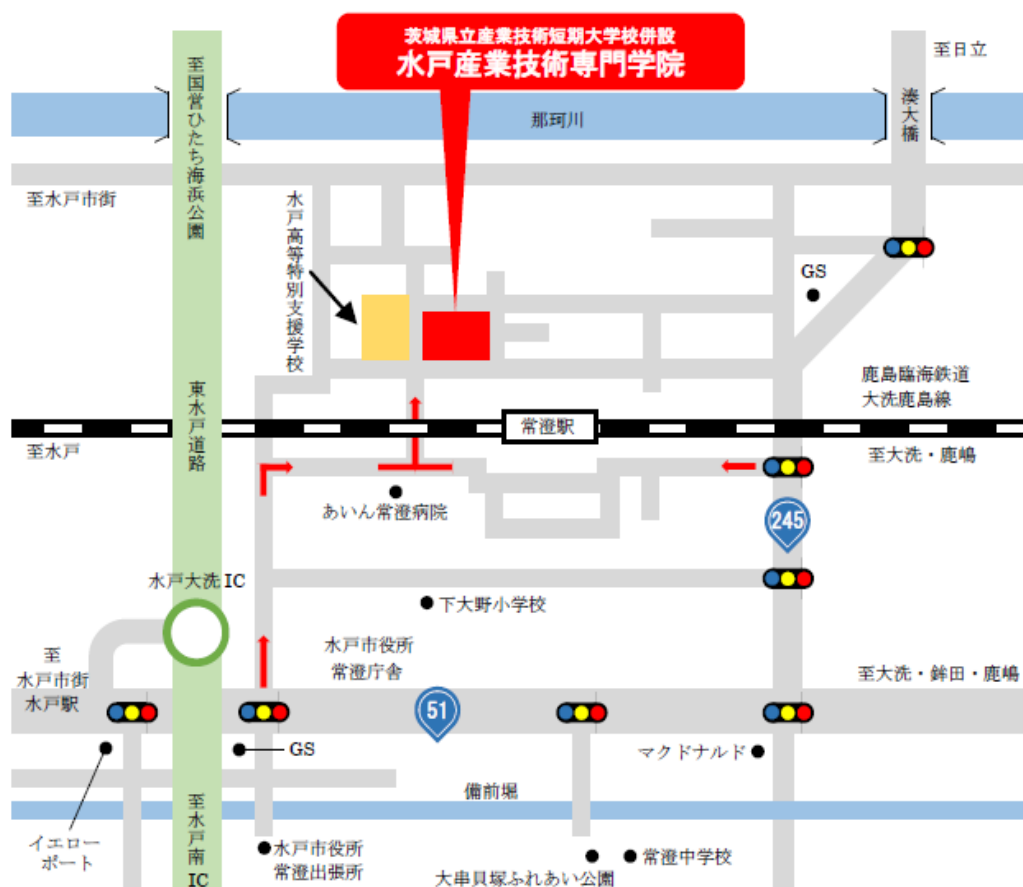 茨城県立産業技術短期大学校併設
水戸産業技術専門学院
至日立
至国営ひたち海浜公園
那珂川
湊大橋
至水戸市街
水戸高等特別支援学校
GS
東水戸道路
鹿島臨海鉄道
大洗鹿島線
常澄駅
至水戸
至大洗・鹿嶋
あいん常澄病院
245
水戸大洗 IC
下大野小学校
水戸市役所
常澄庁舎
至
水戸市街
水戸駅
至大洗・鉾田・鹿嶋
51
GS
マクドナルド
備前堀
至水戸南IC
イエロー
ポート
水戸市役所
常澄出張所
常澄中学校
大串貝塚ふれあい公園